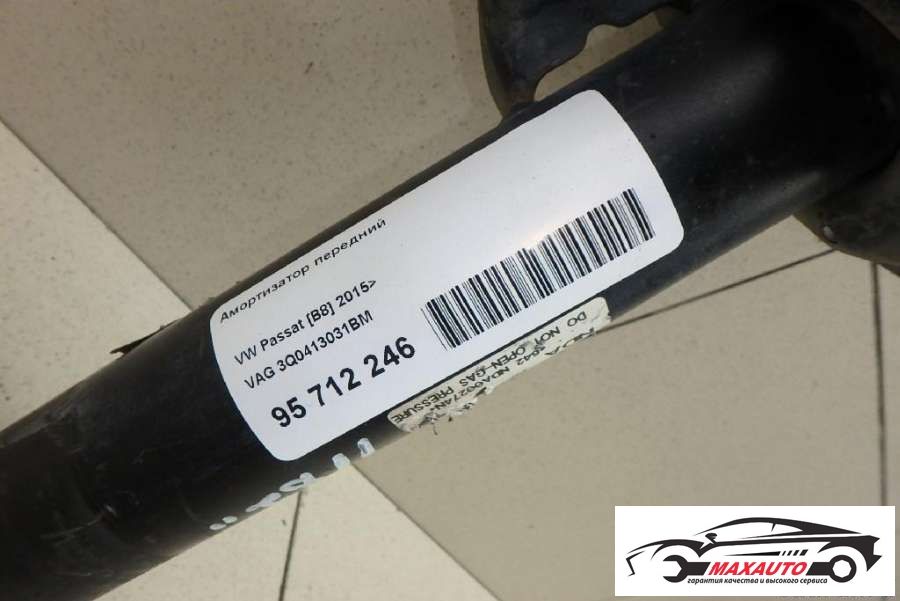 Амортизатор передний
VW Passat [B8] 2015>
VAG 3Q0413031BM
95 712 246
DO NOT OPEN-GAS PRESSURE
MAXAUTO
гарантия качества и высокого сервиса